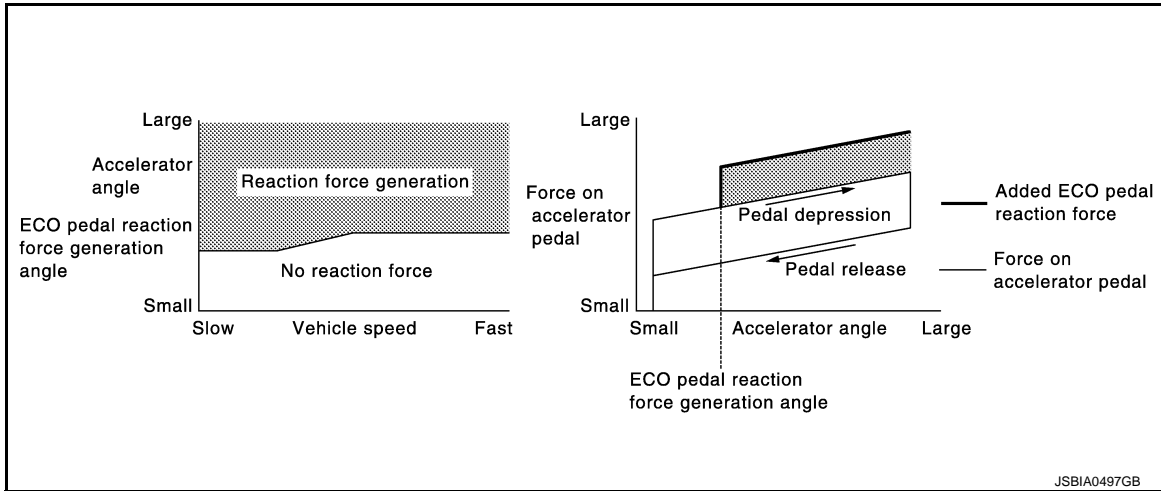 Large
Accelerator
angle
Reaction force generation
ECO pedal reaction
force generation
angle
No reaction force
Small
Slow
Vehicle speed
Fast
Large
Force on
accelerator
pedal
Pedal depression
Pedal release
Small
Small
Accelerator angle
Large
ECO pedal reaction
force generation angle
Added ECO pedal
reaction force
Force on
accelerator pedal
JSBIA0497GB